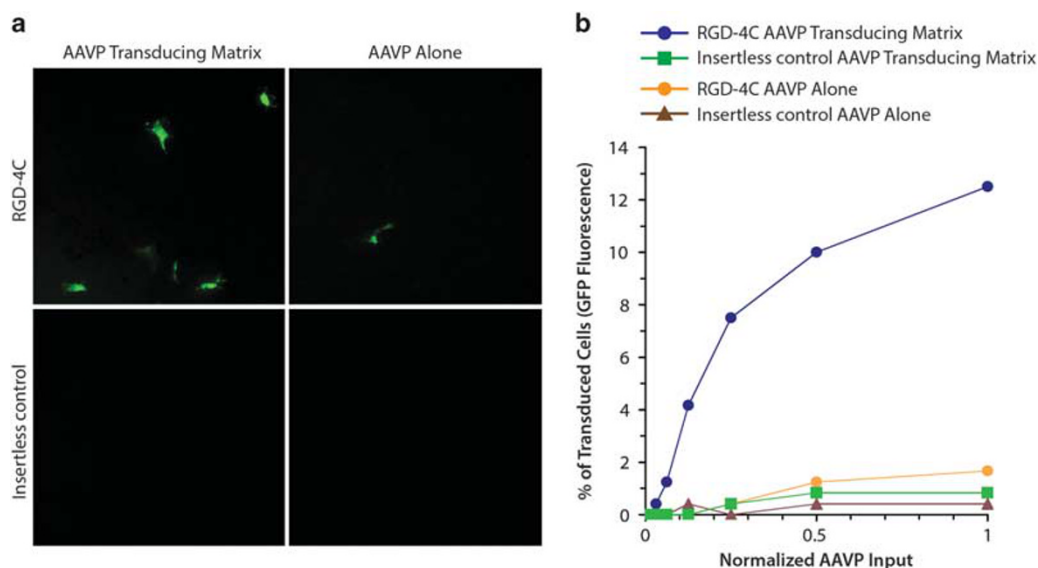 a
AAVP Transducing Matrix
AAVP Alone
RGD-4C
Insertless control
b
RGD-4C AAVP Transducing Matrix
Insertless control AAVP Transducing Matrix
RGD-4C AAVP Alone
Insertless control AAVP Alone
% of Transduced Cells (GFP Fluorescence)
14
12
10
8
6
4
2
0
0
0.5
1
Normalized AAVP Input